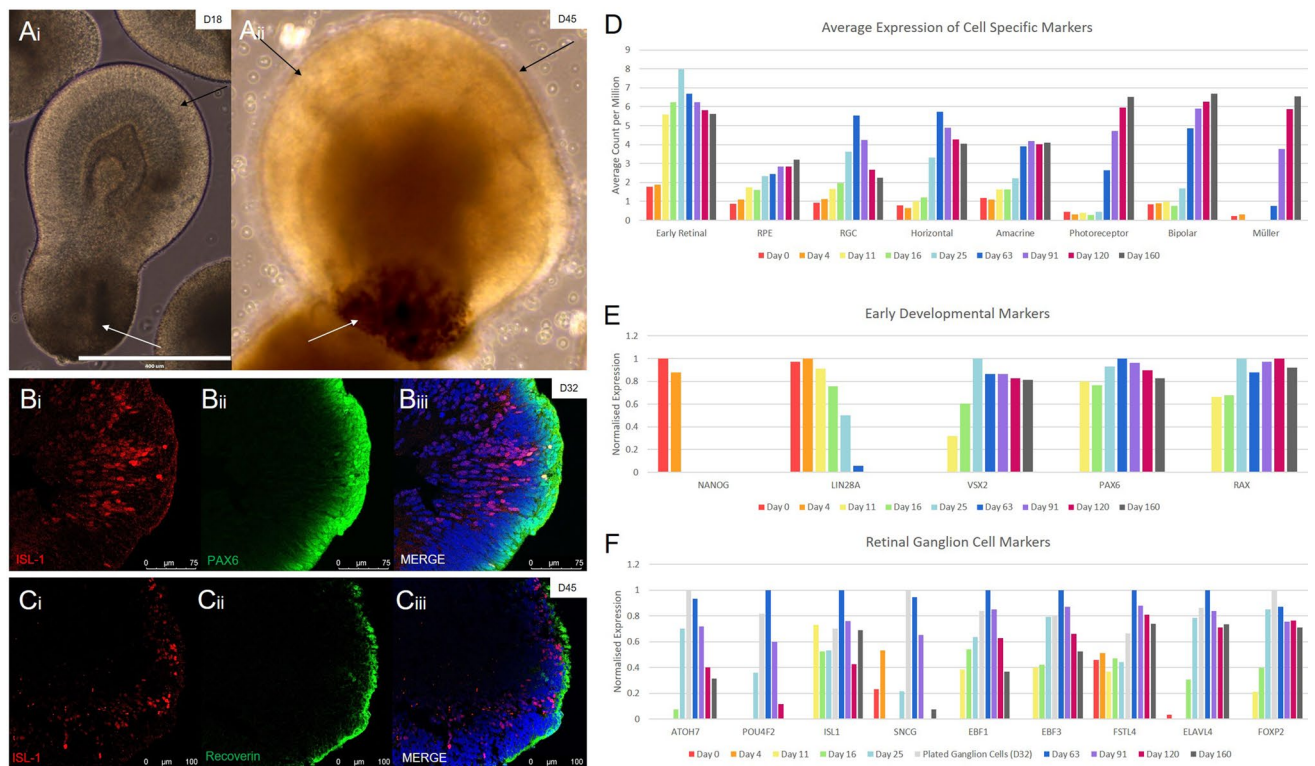 Ai
D18
400 um
Aii
D45
Bi
ISL-1
µm 75
Bii
PAX6
µm 75
Biii
D32
MERGE
µm 75
Ci
ISL-1
0 µm 100
Cii
Recoverin
0 µm 100
Ciii
D45
MERGE
0 µm 100
D
Average Expression of Cell Specific Markers
Average Count per Million
9
8
7
6
5
4
3
2
1
0
Early Retinal RPE RGC Horizontal Amacrine Photoreceptor Bipolar Müller
Day 0 Day 4 Day 11 Day 16 Day 25 Day 63 Day 91 Day 120 Day 160
E
Early Developmental Markers
Normalised Expression
1.2
1
0.8
0.6
0.4
0.2
0
NANOG LIN28A VSX2 PAX6 RAX
Day 0 Day 4 Day 11 Day 16 Day 25 Day 63 Day 91 Day 120 Day 160
F
Retinal Ganglion Cell Markers
Normalised Expression
1.2
1
0.8
0.6
0.4
0.2
0
ATOH7 POU4F2 ISL1 SNCG EBF1 EBF3 FSTL4 ELAVL4 FOXP2
Day 0 Day 4 Day 11 Day 16 Day 25 Plated Ganglion Cells (D32) Day 63 Day 91 Day 120 Day 160